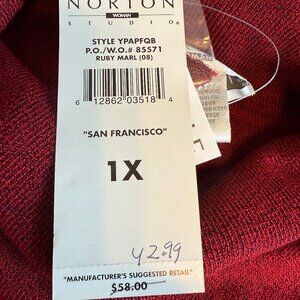 NORTON
WOMAN
STUDIO®
STYLE YPAPFQB
P.O./W.O.# 85571
RUBY MARL (08)
6 12862 03518 4
"SAN FRANCISCO"
1X
42.99
"MANUFACTURER'S SUGGESTED RETAIL"
$58.00